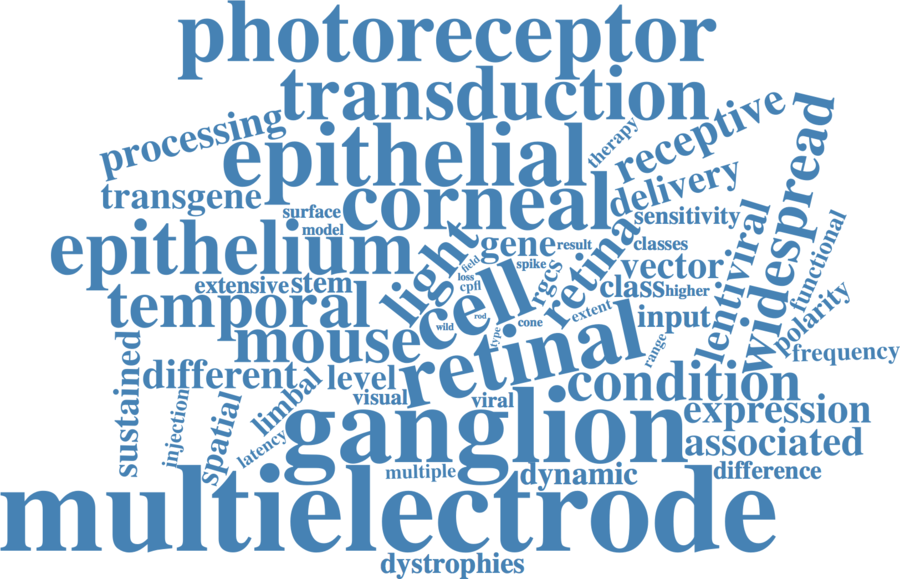 photoreceptor
transduction
processing
epithelial
therapy
receptive
widespread
transgene
corneal
delivery
surface
sensitivity
model
epithelium
light
gene
result
retina
classes
lentiviral
functional
field
spike
rgcs
vector
extensive
stem
loss
cpfl
cell
class
higher
polarity
temporal
rod
cone
extent
input
wild
type
mouse
retinal
range
frequency
sustained
different
level
condition
limbal
visual
viral
injection
spatial
ganglion
expression
latency
associated
multiple
dynamic
difference
multielectrode
dystrophies